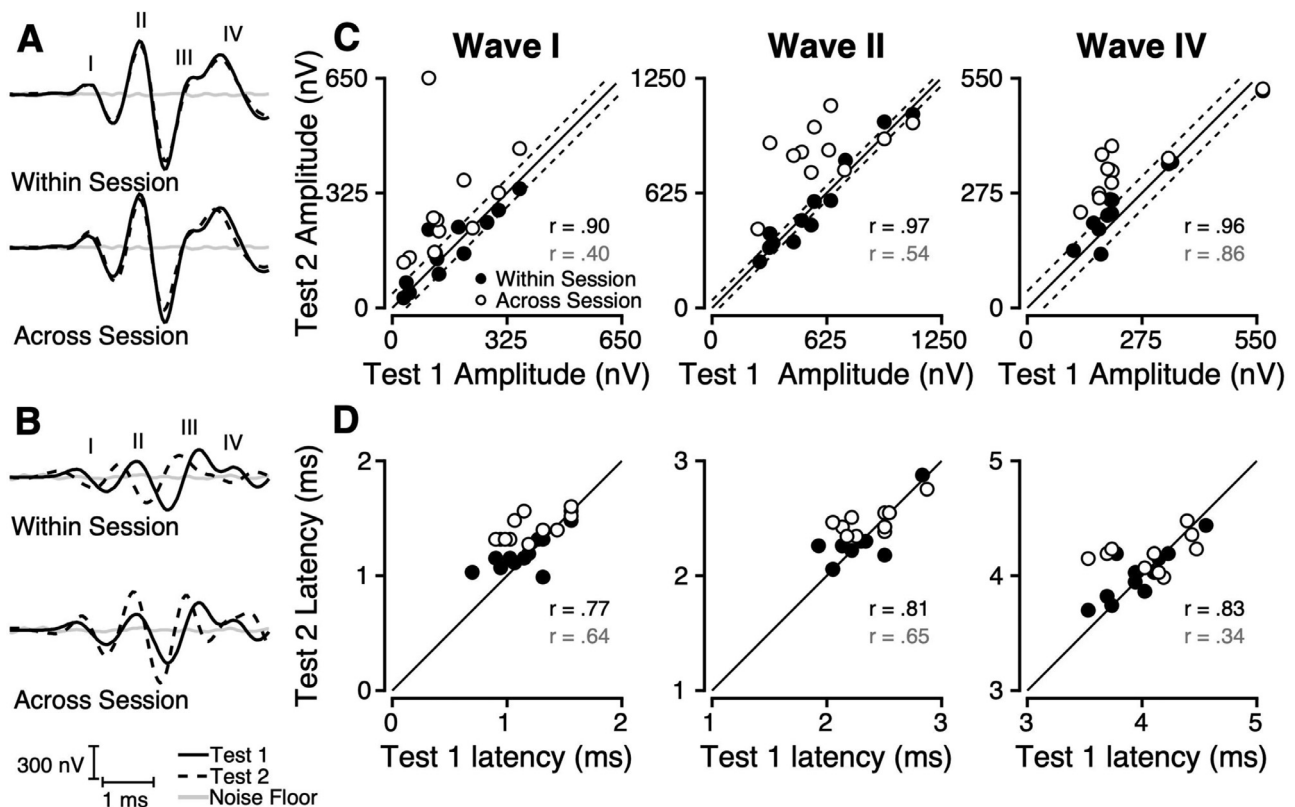 A
I
II
III
IV
Within Session
Across Session
C
Wave I
Wave II
Wave IV
Test 2 Amplitude (nV)
650
325
0
r = .90
r = .40
Within Session
Across Session
0
325
650
Test 1 Amplitude (nV)
1250
625
0
r = .97
r = .54
0
625
1250
Test 1 Amplitude (nV)
550
275
0
r = .96
r = .86
0
275
550
Test 1 Amplitude (nV)
B
I
II
III
IV
Within Session
Across Session
300 nV
1 ms
Test 1
Test 2
Noise Floor
D
Test 2 Latency (ms)
2
1
0
r = .77
r = .64
0
1
2
Test 1 latency (ms)
3
2
1
r = .81
r = .65
1
2
3
Test 1 latency (ms)
5
4
3
r = .83
r = .34
3
4
5
Test 1 latency (ms)